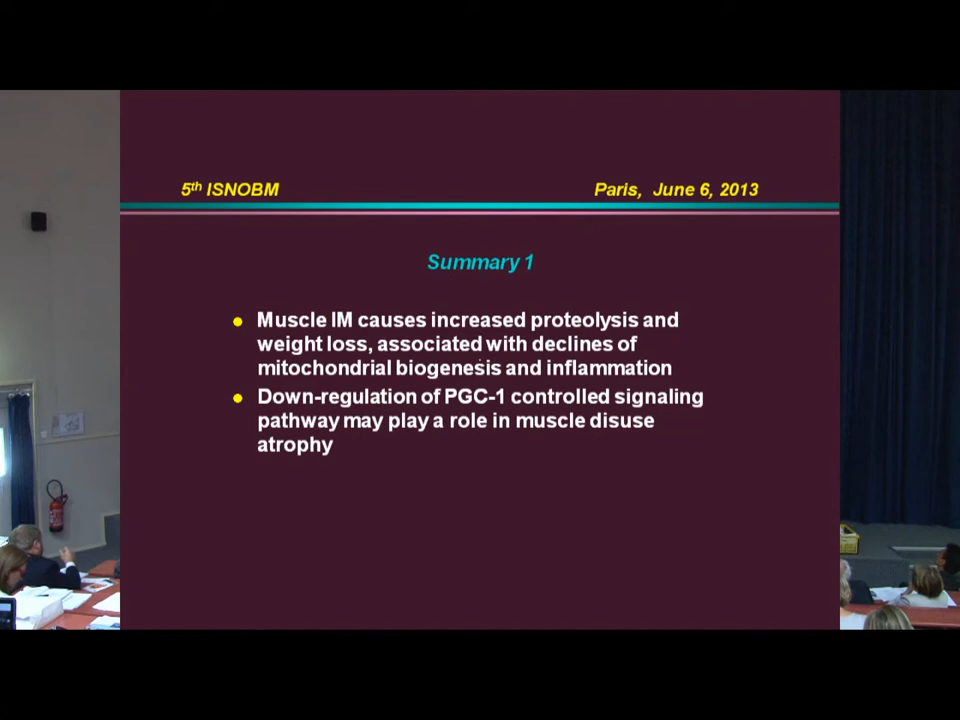 5th ISNOBM
Paris, June 6, 2013
Summary 1
Muscle IM causes increased proteolysis and
weight loss, associated with declines of
mitochondrial biogenesis and inflammation
Down-regulation of PGC-1 controlled signaling
pathway may play a role in muscle disuse
atrophy